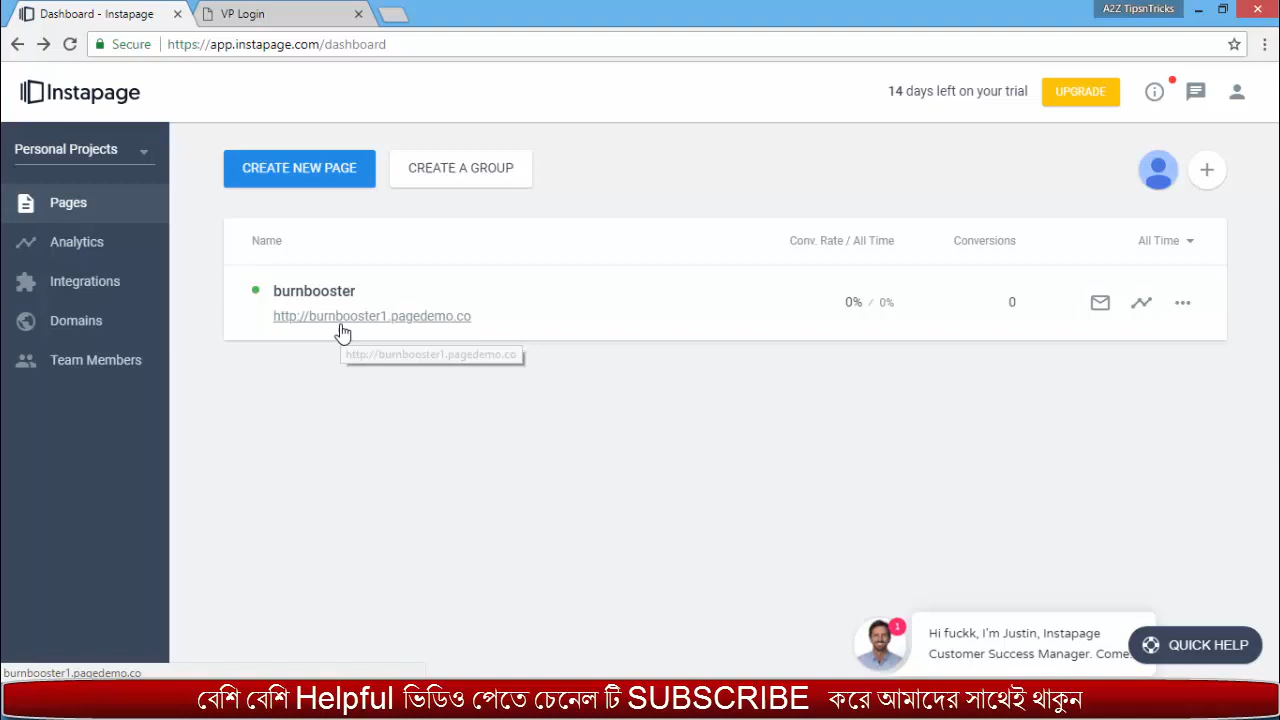 Dashboard - Instapage
VP Login
A2Z TipsnTricks
Secure
https://app.instapage.com/dashboard
Instapage
14 days left on your trial
UPGRADE
Personal Projects
CREATE NEW PAGE
CREATE A GROUP
Pages
Analytics
Integrations
Domains
Team Members
Name
Conv. Rate / All Time
Conversions
All Time
burnbooster
http://burnbooster1.pagedemo.co
0% / 0%
0
http://burnbooster1.pagedemo.co
1
Hi fuckk, I'm Justin, Instapage
Customer Success Manager. Come
QUICK HELP
burnbooster1.pagedemo.co
বেশি বেশি Helpful ভিডিও পেতে চেনেল টি SUBSCRIBE করে আমাদের সাথেই থাকুন